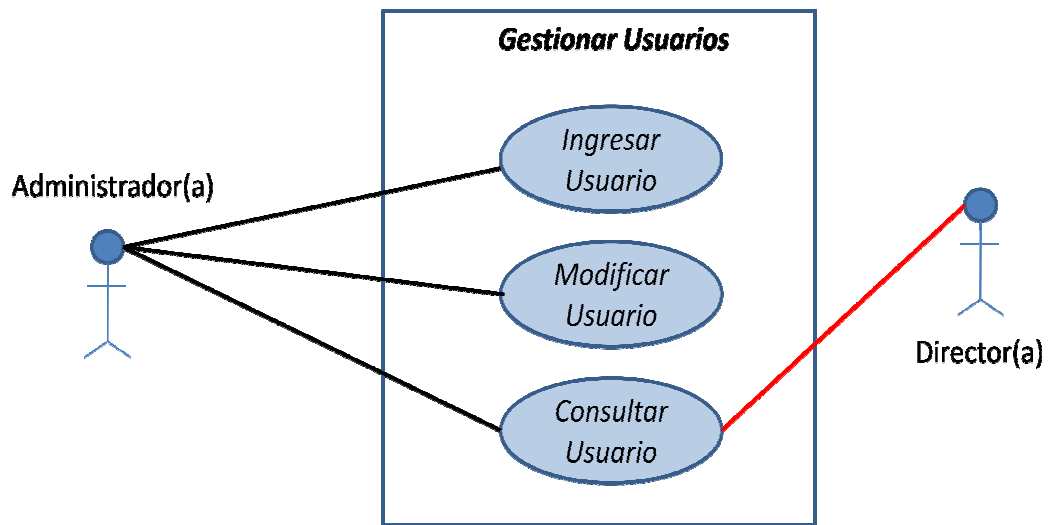 Gestionar Usuarios
Ingresar
Usuario
Administrador(a)
Modificar
Usuario
Director(a)
Consultar
Usuario